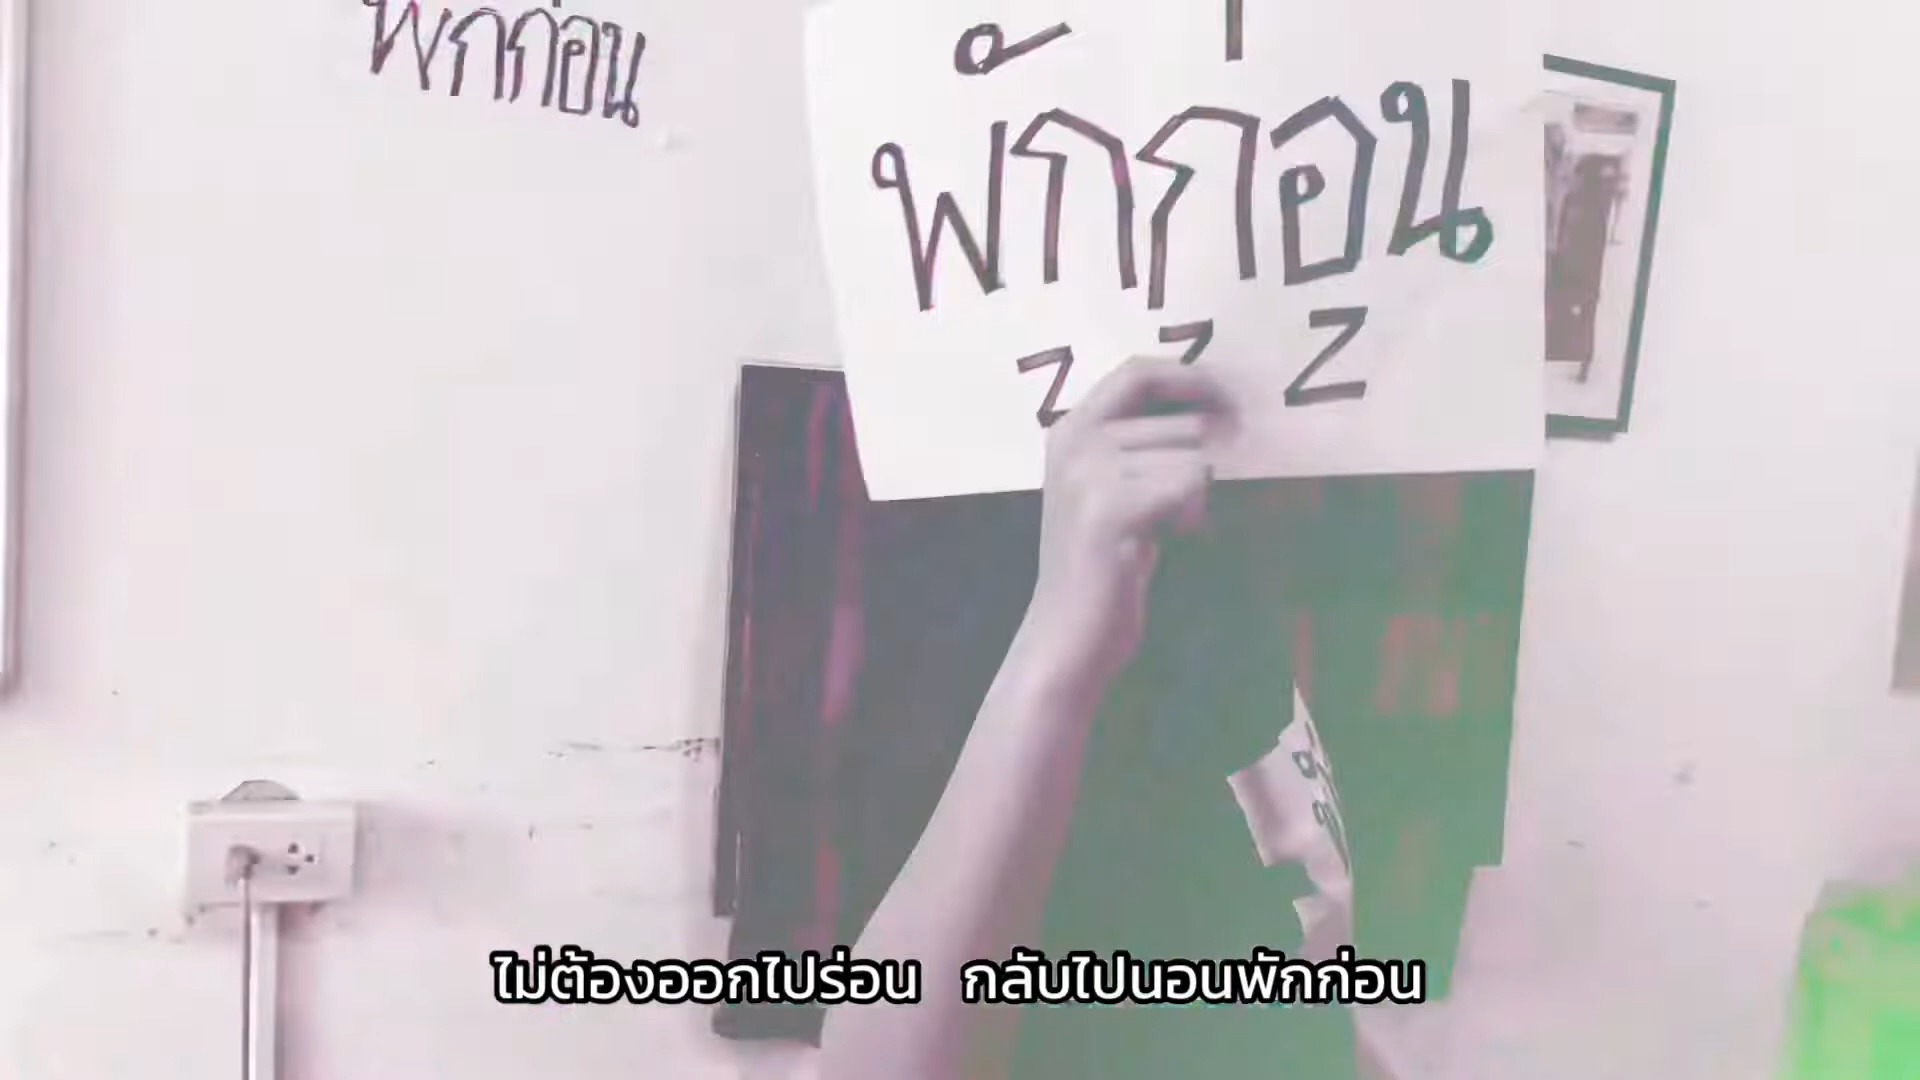 พักก่อน
พักก่อน
z z Z
ไม่ต้องออกไปร่อน กลับไปนอนพักก่อน